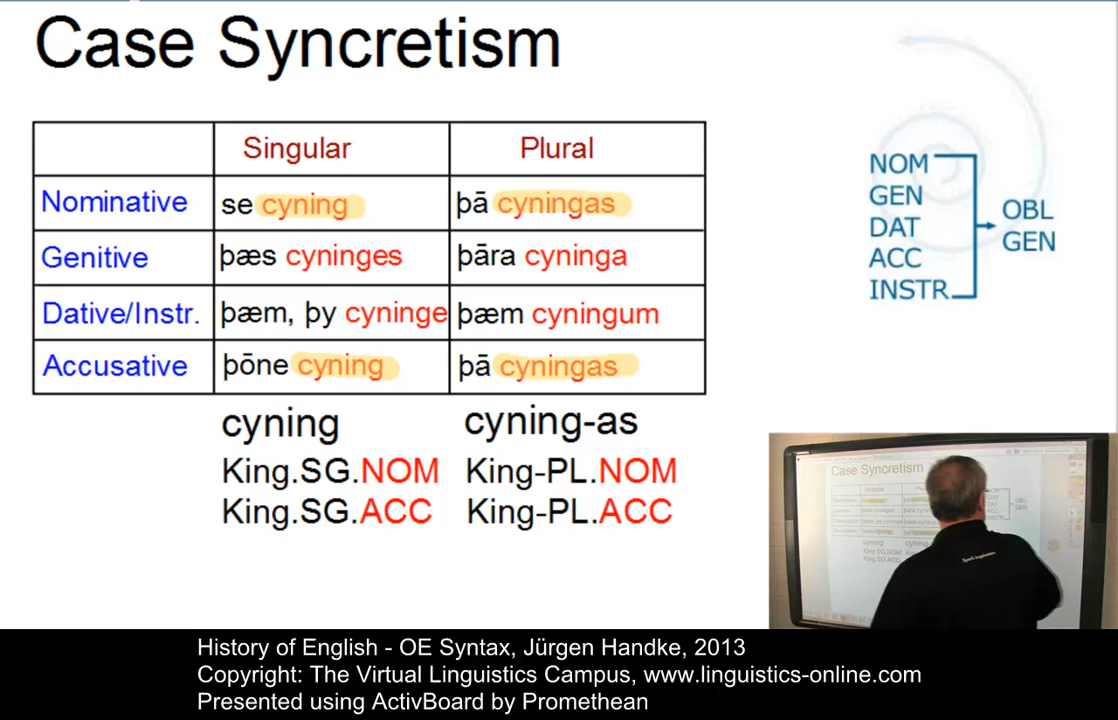 Case Syncretism
Singular Plural
Nominative se cyning þā cyningas
Genitive þæs cyninges þāra cyninga
Dative/Instr. þæm, þy cyninge þæm cyningum
Accusative þōne cyning þā cyningas
cyning cyning-as
King.SG.NOM King-PL.NOM
King.SG.ACC King-PL.ACC
NOM
GEN
DAT
ACC
INSTR
OBL
GEN
Case Syncretism
History of English - OE Syntax, Jürgen Handke, 2013
Copyright: The Virtual Linguistics Campus, www.linguistics-online.com
Presented using ActivBoard by Promethean